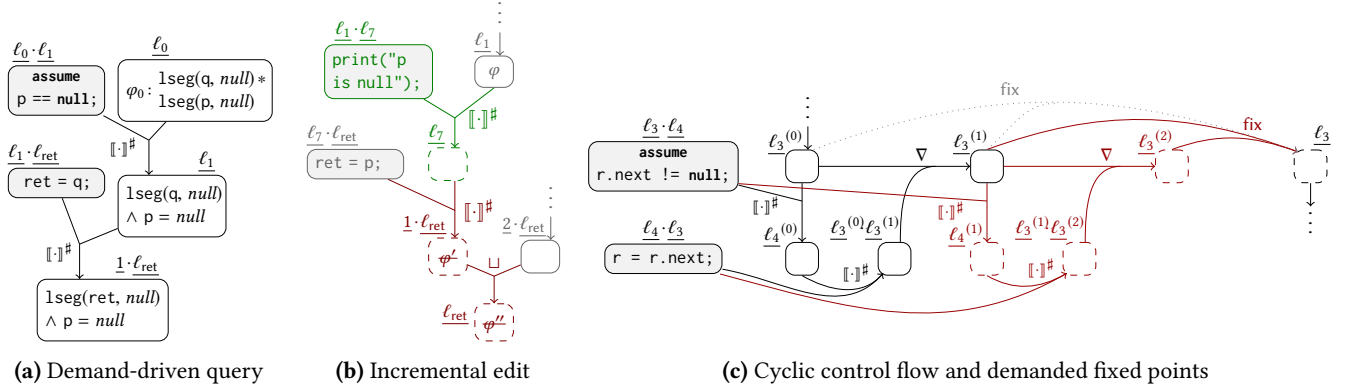 ℓ₀·ℓ₁
ℓ₀
assume
p == null;
φ₀: lseg(q, null) *
lseg(p, null)
⟦·⟧♯
ℓ₁·ℓret
ret = q;
ℓ₁
lseg(q, null)
∧ p = null
⟦·⟧♯
1·ℓret
lseg(ret, null)
∧ p = null
(a) Demand-driven query
ℓ₁·ℓ₇
print("p
is null");
ℓ₁
φ
⟦·⟧♯
ℓ₇·ℓret
ret = p;
ℓ₇
⟦·⟧♯
1·ℓret
φ′
2·ℓret
⊔
ℓret
φ″
(b) Incremental edit
fix
fix
ℓ₃·ℓ₄
assume
r.next != null;
ℓ₃⁽⁰⁾
∇
ℓ₃⁽¹⁾
∇
ℓ₃⁽²⁾
ℓ₃
⟦·⟧♯
⟦·⟧♯
ℓ₄·ℓ₃
r = r.next;
ℓ₄⁽⁰⁾
ℓ₃⁽⁰⁾·ℓ₃⁽¹⁾
ℓ₄⁽¹⁾
ℓ₃⁽¹⁾·ℓ₃⁽²⁾
⟦·⟧♯
⟦·⟧♯
(c) Cyclic control flow and demanded fixed points